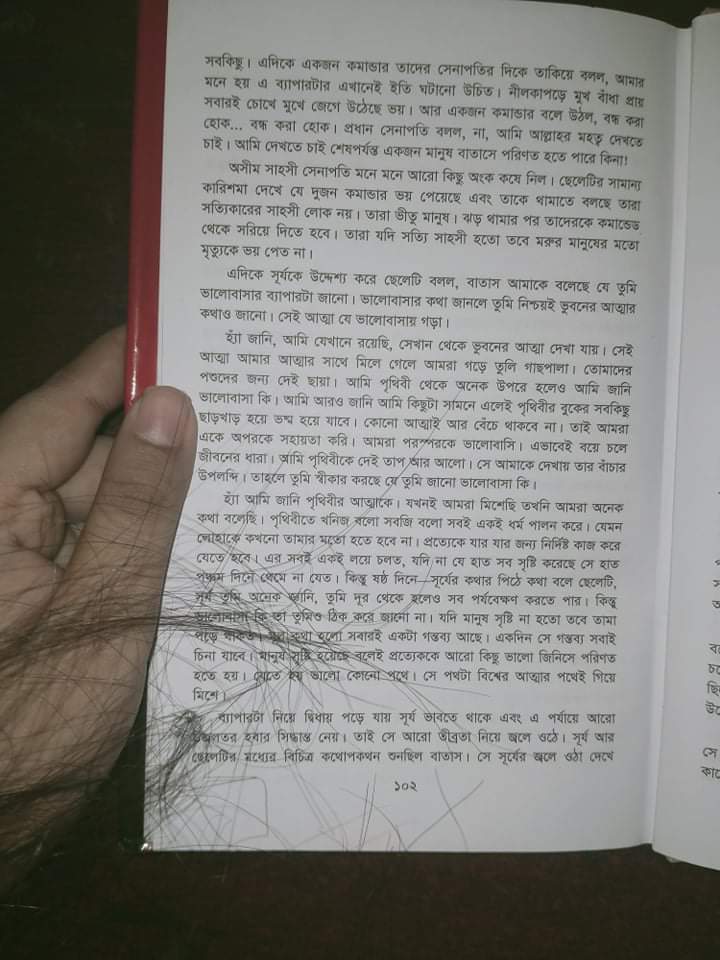 সবকিছু। এদিকে একজন কমান্ডার তাদের সেনাপতির দিকে তাকিয়ে বলল, আমার
মনে হয় এ ব্যাপারটার এখানেই ইতি ঘটানো উচিত। নীলকাপড়ে মুখ বাঁধা প্রায়
সবারই চোখে মুখে জেগে উঠেছে ভয়। আর একজন কমান্ডার বলে উঠল, বন্ধ করা
হোক... বন্ধ করা হোক। প্রধান সেনাপতি বলল, না, আমি আল্লাহর মহত্ব দেখতে
চাই। আমি দেখতে চাই শেষপর্যন্ত একজন মানুষ বাতাসে পরিণত হতে পারে কিনা!
অসীম সাহসী সেনাপতি মনে মনে আরো কিছু অংক কষে নিল। ছেলেটির সামান্য
কারিশমা দেখে যে দুজন কমান্ডার ভয় পেয়েছে এবং তাকে থামাতে বলছে তারা
সত্যিকারের সাহসী লোক নয়। তারা ভীতু মানুষ। ঝড় থামার পর তাদেরকে কমান্ডেড
থেকে সরিয়ে দিতে হবে। তারা যদি সত্যি সাহসী হতো তবে মরুর মানুষের মতো
মৃত্যুকে ভয় পেত না।
এদিকে সূর্যকে উদ্দেশ্য করে ছেলেটি বলল, বাতাস আমাকে বলেছে যে তুমি
ভালোবাসার ব্যাপারটা জানো। ভালোবাসার কথা জানলে তুমি নিশ্চয়ই ভুবনের আত্মার
কথাও জানো। সেই আত্মা যে ভালোবাসায় গড়া।
হ্যাঁ জানি, আমি যেখানে রয়েছি, সেখান থেকে ভুবনের আত্মা দেখা যায়। সেই
আত্মা আমার আত্মার সাথে মিলে গেলে আমরা গড়ে তুলি গাছপালা। তোমাদের
পশুদের জন্য দেই ছায়া। আমি পৃথিবী থেকে অনেক উপরে হলেও আমি জানি
ভালোবাসা কি। আমি আরও জানি আমি কিছুটা সামনে এলেই পৃথিবীর বুকের সবকিছু
ছাড়খাড় হয়ে ভস্ম হয়ে যাবে। কোনো আত্মাই আর বেঁচে থাকবে না। তাই আমরা
একে অপরকে সহায়তা করি। আমরা পরস্পরকে ভালোবাসি। এভাবেই বয়ে চলে
জীবনের ধারা। আমি পৃথিবীকে দেই তাপ আর আলো। সে আমাকে দেখায় তার বাঁচার
উপলব্দি। তাহলে তুমি স্বীকার করছে যে তুমি জানো ভালোবাসা কি।
হ্যাঁ আমি জানি পৃথিবীর আত্মাকে। যখনই আমরা মিশেছি তখনি আমরা অনেক
কথা বলেছি। পৃথিবীতে খনিজ বলো সবজি বলো সবই একই ধর্ম পালন করে। যেমন
লোহাকে কখনো তামার মতো হতে হবে না। প্রত্যেকে যার যার জন্য নির্দিষ্ট কাজ করে
যেতে হবে। এর সবই একই লয়ে চলত, যদি না যে হাত সব সৃষ্টি করেছে সে হাত
পঞ্চম দিনে থেমে না যেত। কিন্তু ষষ্ঠ দিনে—সূর্যের কথার পিঠে কথা বলে ছেলেটি,
সূর্য তুমি অনেক জ্ঞানি, তুমি দূর থেকে হলেও সব পর্যবেক্ষণ করতে পার। কিন্তু
ভালোবাসা কি তা তুমিও ঠিক করে জানো না। যদি মানুষ সৃষ্টি না হতো তবে তামা
পড়ে থাকত। মূল কথা হলো সবারই একটা গন্তব্য আছে। একদিন সে গন্তব্য সবাই
চিনা যাবে। মানুষ সৃষ্টি হয়েছে বলেই প্রত্যেককে আরো কিছু ভালো জিনিসে পরিণত
হতে হয়। যেতে হয় ভালো কোনো পথে। সে পথটা বিশ্বের আত্মার পথেই গিয়ে
মিশে।
ব্যাপারটা নিয়ে দ্বিধায় পড়ে যায় সূর্য ভাবতে থাকে এবং এ পর্যায়ে আরো
হবার সিদ্ধান্ত নেয়। তাই সে আরো তীব্রতা নিয়ে জ্বলে ওঠে। সূর্য আর
ছেলেটির মধ্যের বিচিত্র কথোপকথন শুনছিল বাতাস। সে সূর্যের জ্বলে ওঠা দেখে
১০২